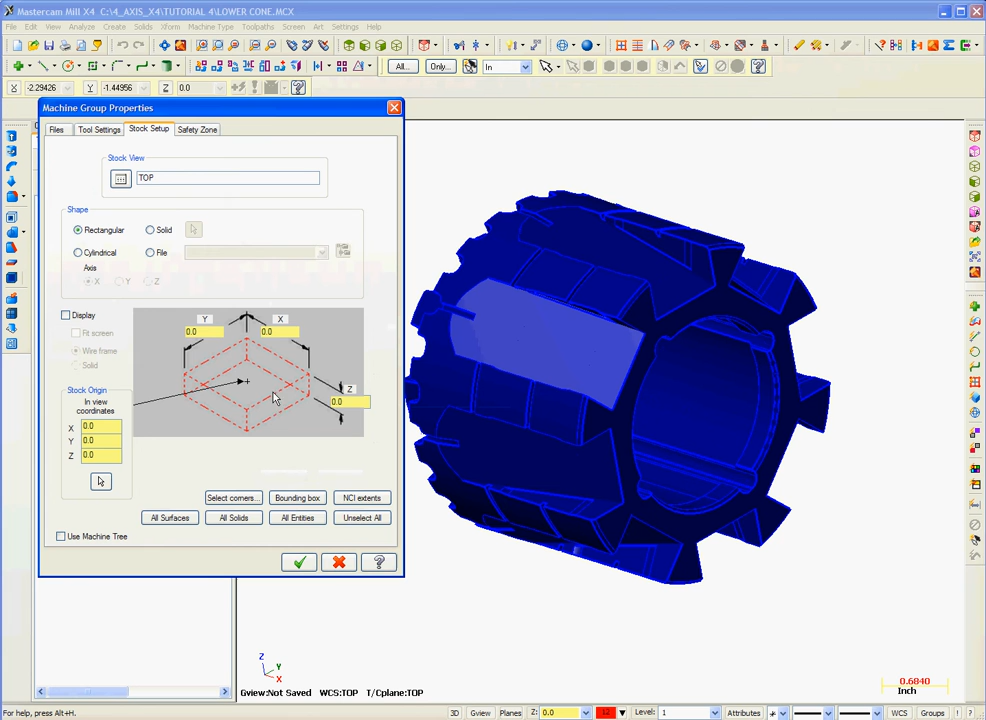 Mastercam Mill X4 - C:\4_AXIS_X4\TUTORIAL 4\LOWER CONE.MCX
File Edit View Analyze Create Solids Xform Machine Type Toolpaths Screen Art Settings Help
All... Only... In
X -2.29426 Y -1.44956 Z 0.0
Machine Group Properties
Files Tool Settings Stock Setup Safety Zone
Stock View
TOP
Shape
Rectangular Solid
Cylindrical File
Axis
X Y Z
Display
Fit screen
Wire frame
Solid
Y X
0.0 0.0
Z
0.0
Stock Origin
In view
coordinates
X 0.0
Y 0.0
Z 0.0
Select corners... Bounding box NCI extents
All Surfaces All Solids All Entities Unselect All
Use Machine Tree
Z
Y
X
Gview:Not Saved WCS:TOP T/Cplane:TOP
0.6840
Inch
For help, press Alt+H. 3D Gview Planes Z: 0.0 12 Level: 1 Attributes WCS Groups ! ?